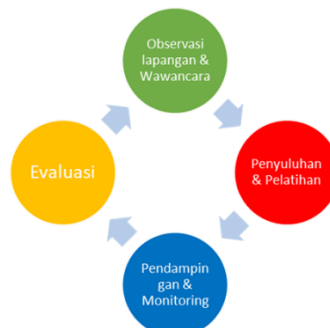 Observasi
lapangan &
Wawancara
Penyuluhan
& Pelatihan
Pendampin
gan &
Monitoring
Evaluasi